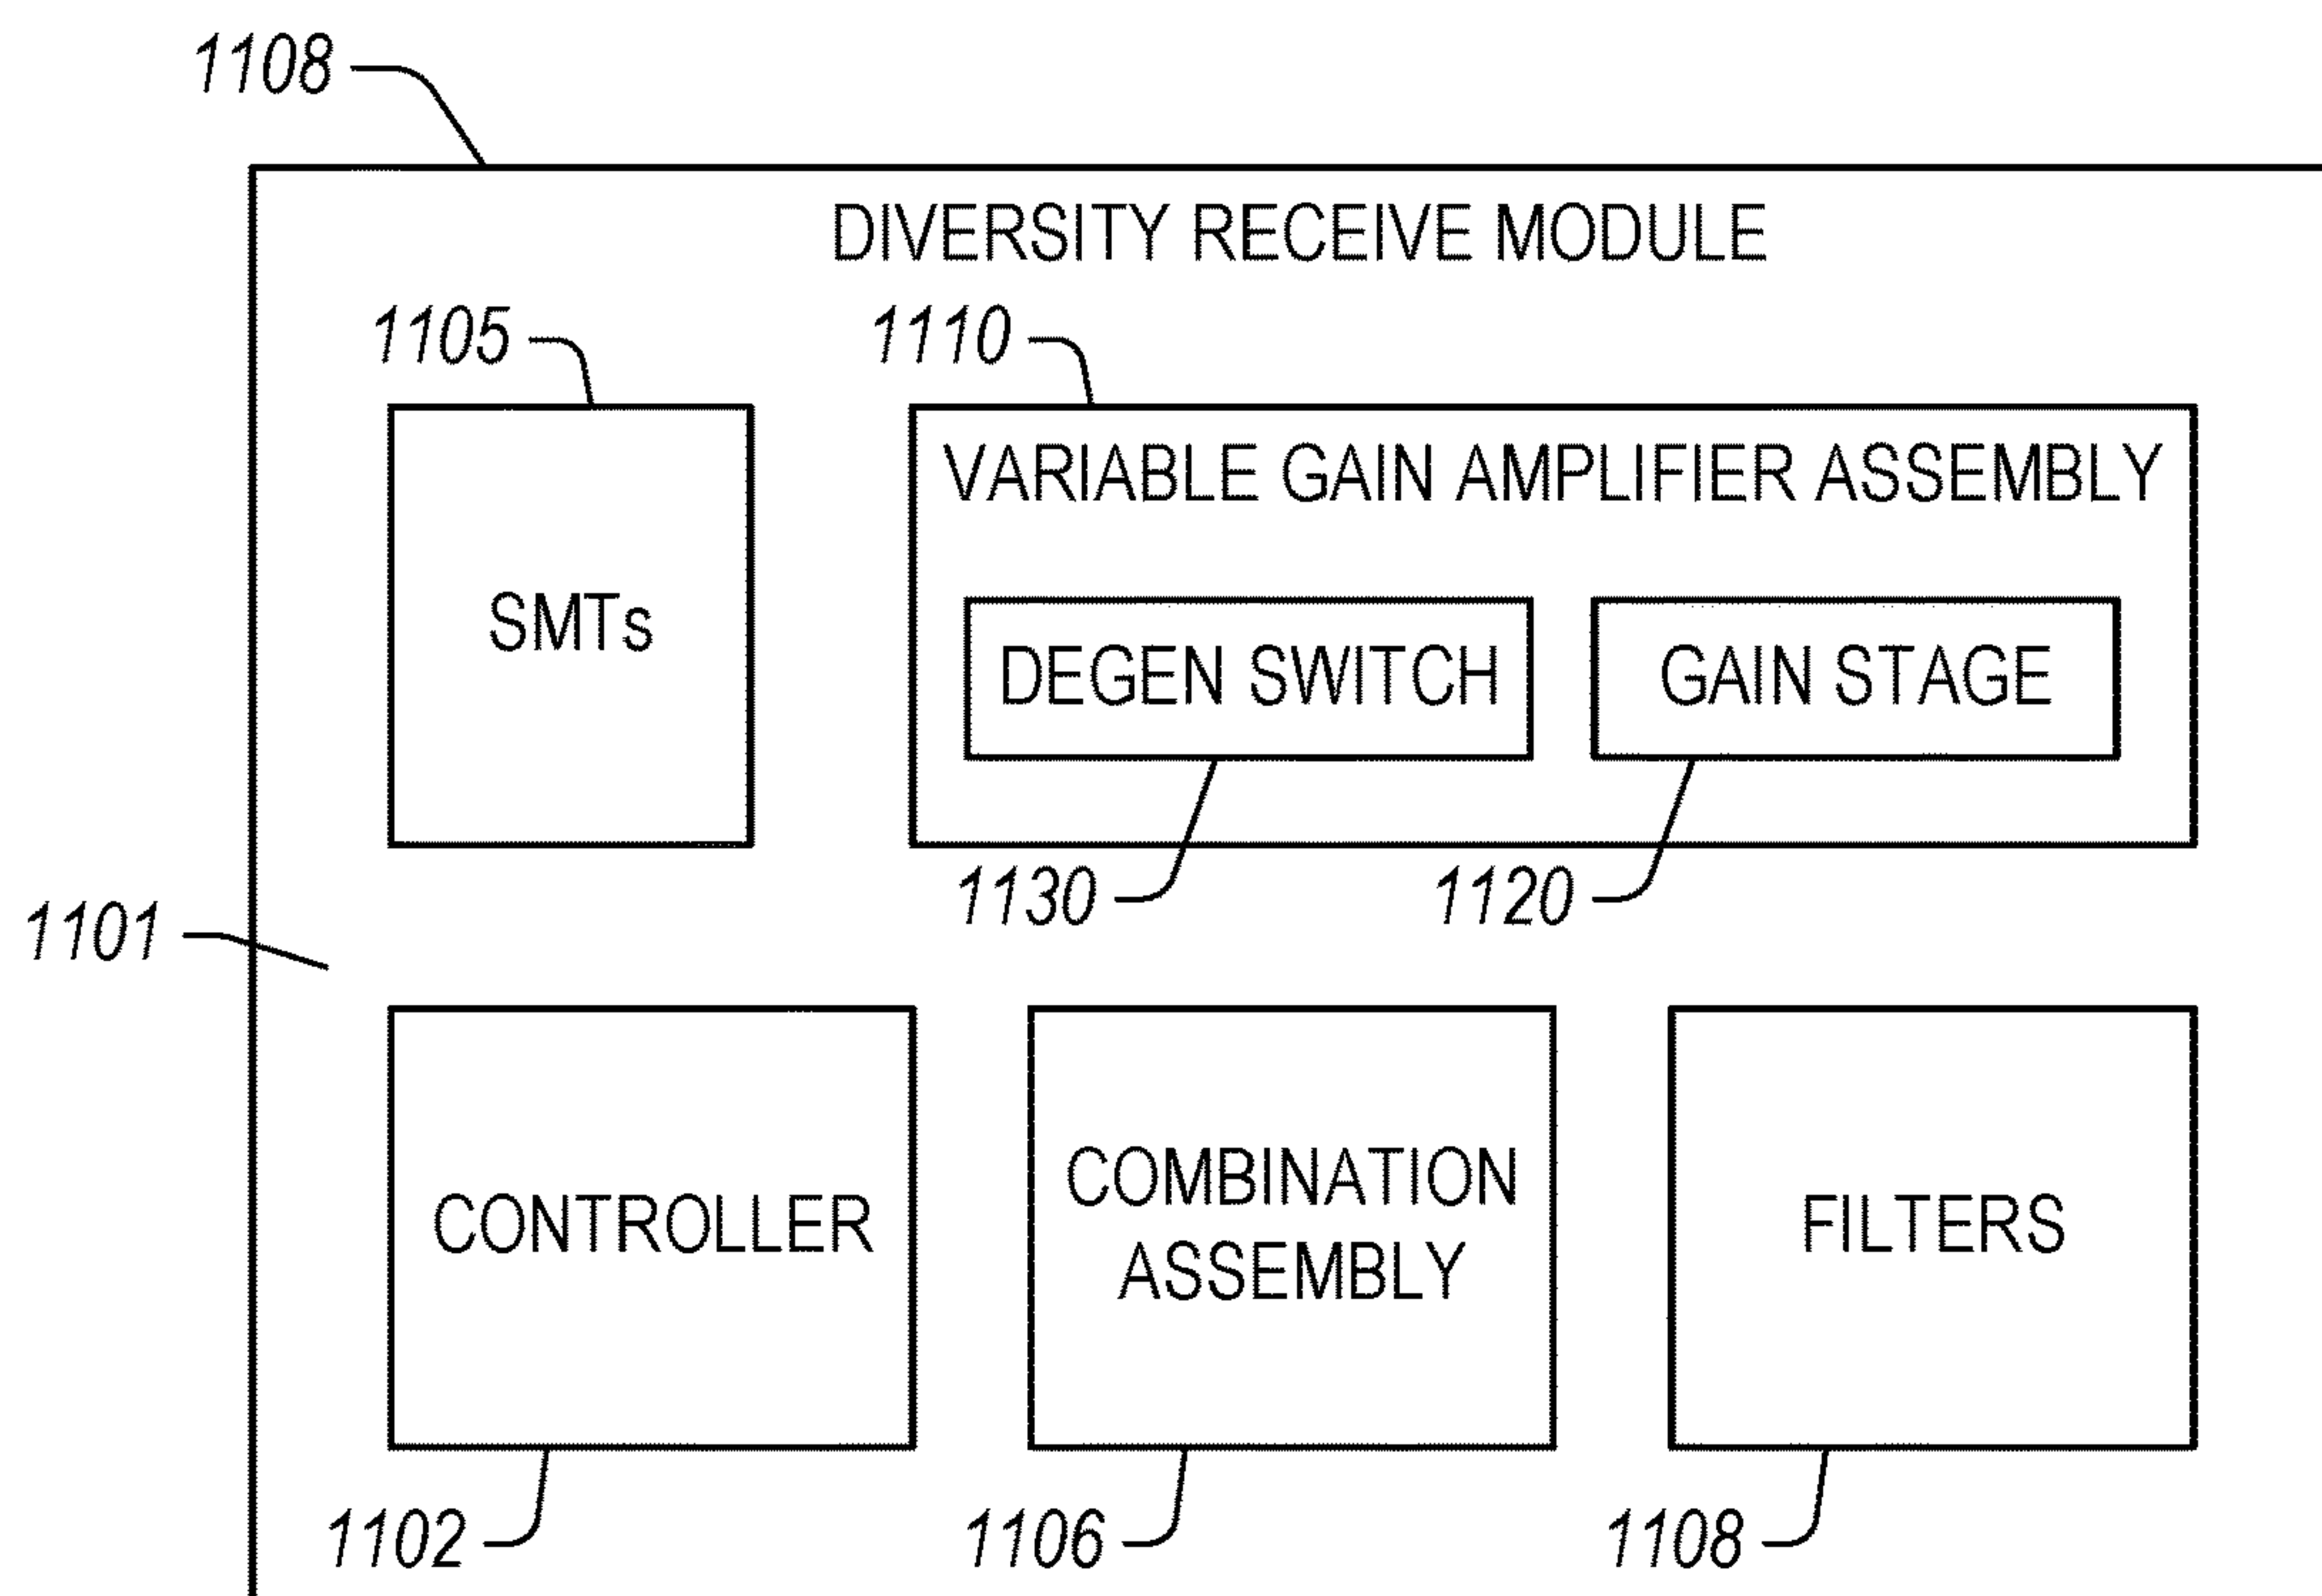 1108
DIVERSITY RECEIVE MODULE
1105
1110
SMTs
VARIABLE GAIN AMPLIFIER ASSEMBLY
DEGEN SWITCH
GAIN STAGE
1130
1120
1101
CONTROLLER
COMBINATION
ASSEMBLY
FILTERS
1102
1106
1108